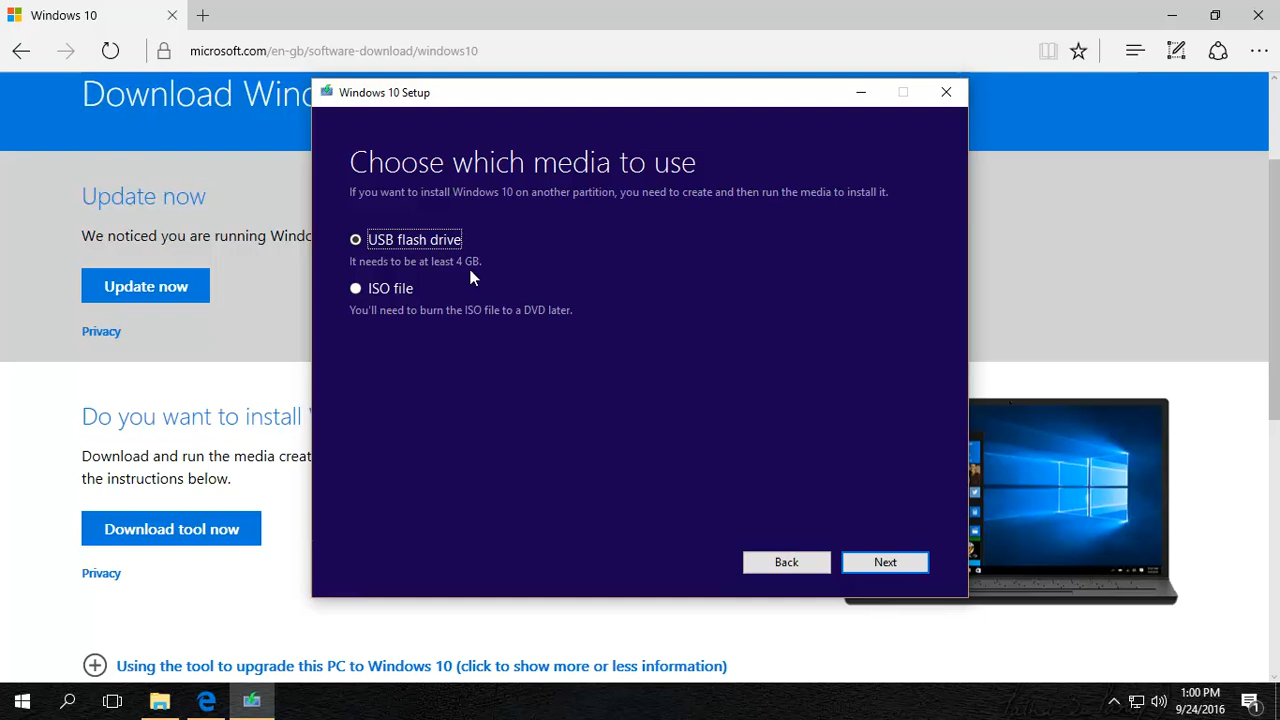 Windows 10
microsoft.com/en-gb/software-download/windows10
Download Wind
Windows 10 Setup
Choose which media to use
If you want to install Windows 10 on another partition, you need to create and then run the media to install it.
USB flash drive
It needs to be at least 4 GB.
ISO file
You'll need to burn the ISO file to a DVD later.
Back
Next
Update now
We noticed you are running Windo
Update now
Privacy
Do you want to install
Download and run the media creat
the instructions below.
Download tool now
Privacy
Using the tool to upgrade this PC to Windows 10 (click to show more or less information)
1:00 PM
9/24/2016
1